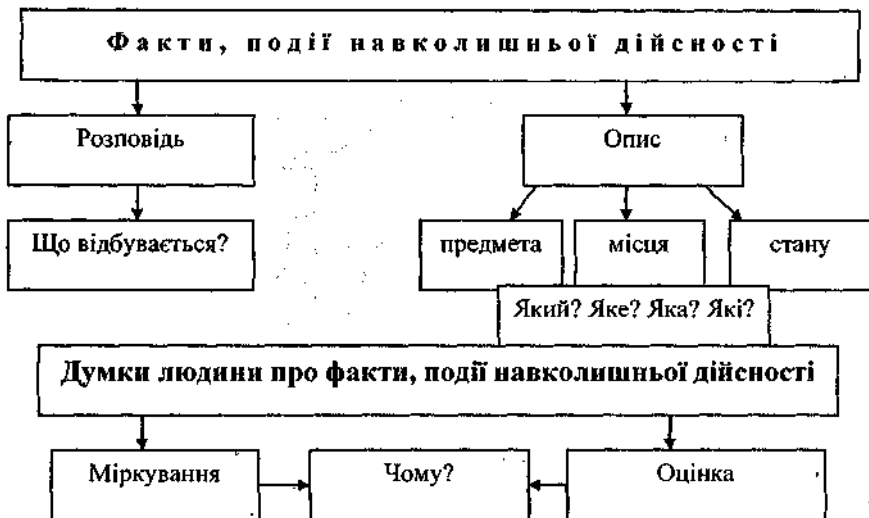 Факти, події навколишньої дійсності
Розповідь
Опис
Що відбувається?
предмета
місця
стану
Який? Яке? Яка? Які?
Думки людини про факти, події навколишньої дійсності
Міркування
Чому?
Оцінка